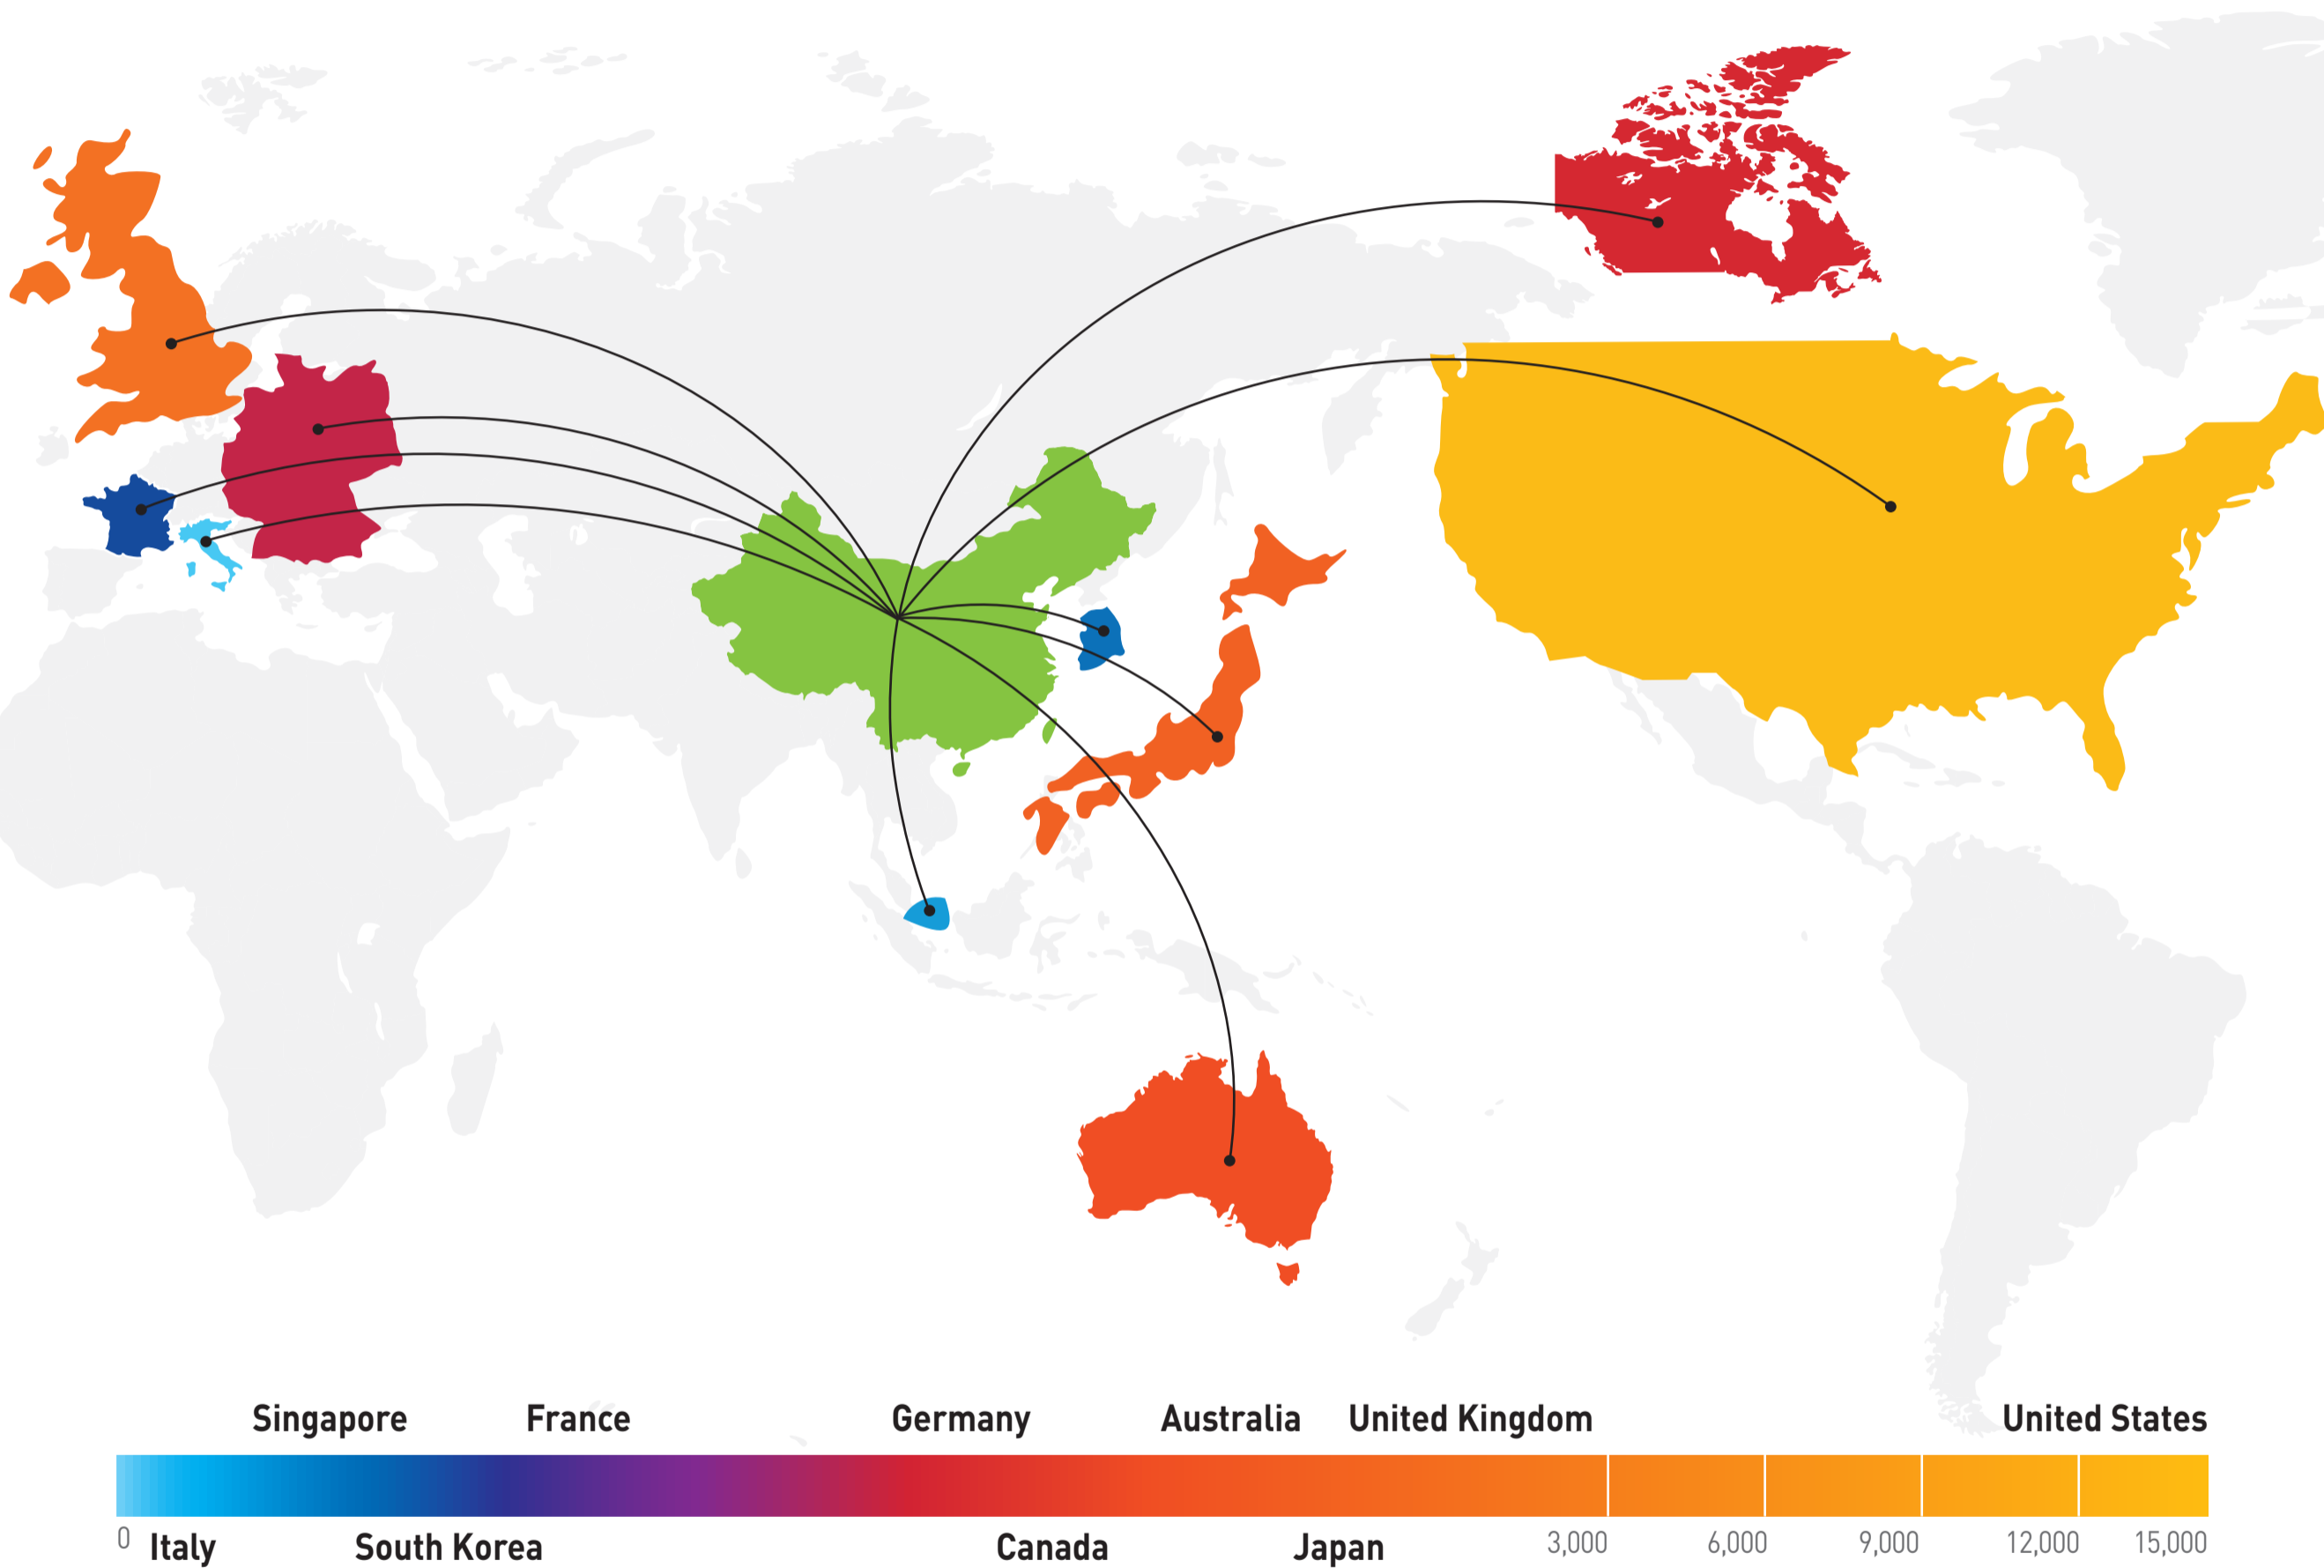 Singapore France Germany Australia United Kingdom United States
0 Italy South Korea Canada Japan 3,000 6,000 9,000 12,000 15,000